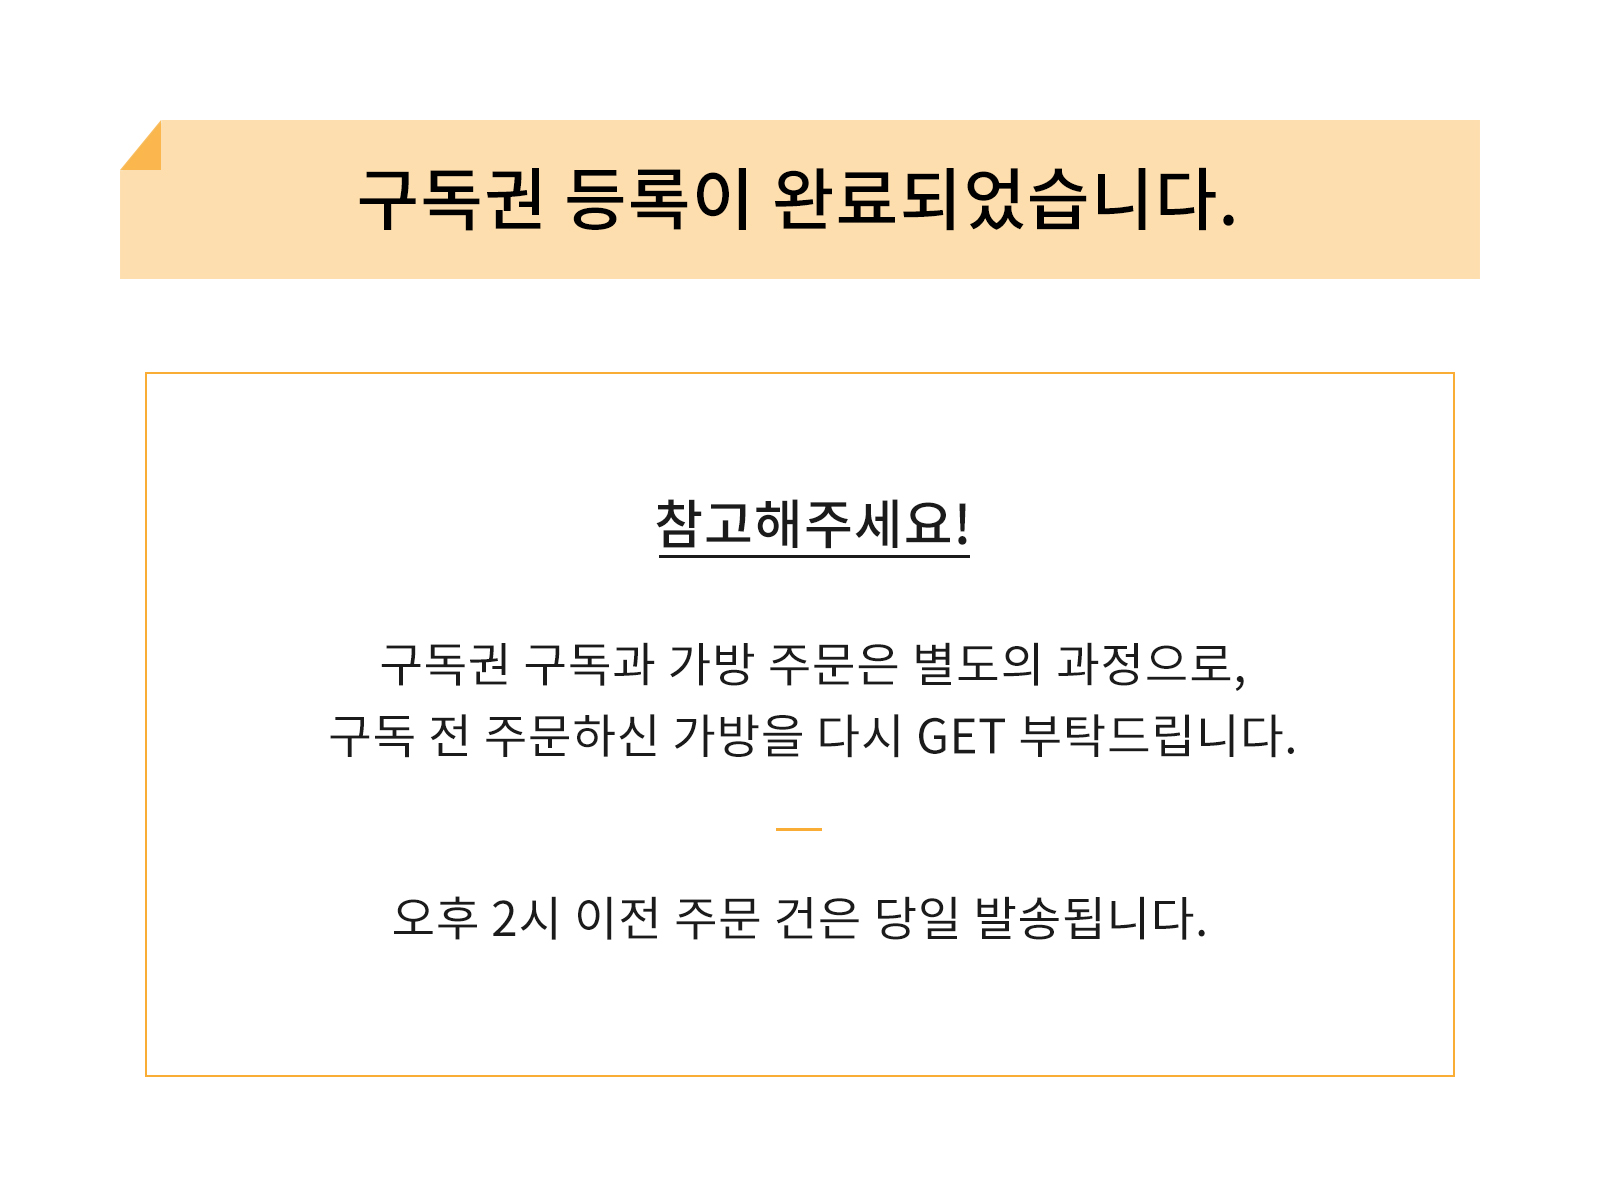 구독권 등록이 완료되었습니다.
참고해주세요!
구독권 구독과 가방 주문은 별도의 과정으로,
구독 전 주문하신 가방을 다시 GET 부탁드립니다.
오후 2시 이전 주문 건은 당일 발송됩니다.